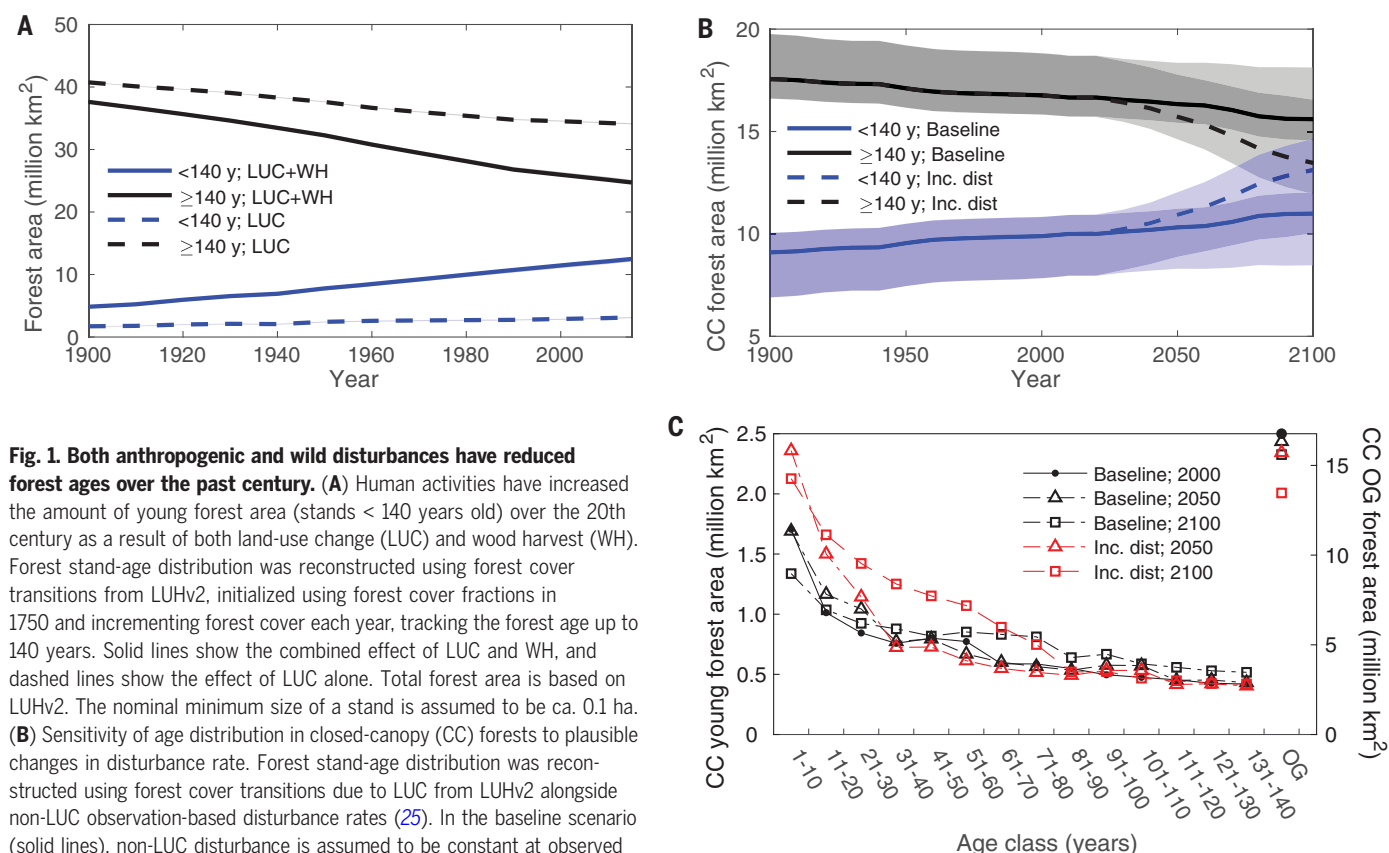 A
50
40
30
20
10
0
Forest area (million km²)
<140 y; LUC+WH
≥140 y; LUC+WH
<140 y; LUC
≥140 y; LUC
1900
1920
1940
1960
1980
2000
Year
B
20
15
10
5
CC forest area (million km²)
<140 y; Baseline
≥140 y; Baseline
<140 y; Inc. dist
≥140 y; Inc. dist
1900
1950
2000
2050
2100
Year
Fig. 1. Both anthropogenic and wild disturbances have reduced
forest ages over the past century. (A) Human activities have increased
the amount of young forest area (stands < 140 years old) over the 20th
century as a result of both land-use change (LUC) and wood harvest (WH).
Forest stand-age distribution was reconstructed using forest cover
transitions from LUHv2, initialized using forest cover fractions in
1750 and incrementing forest cover each year, tracking the forest age up to
140 years. Solid lines show the combined effect of LUC and WH, and
dashed lines show the effect of LUC alone. Total forest area is based on
LUHv2. The nominal minimum size of a stand is assumed to be ca. 0.1 ha.
(B) Sensitivity of age distribution in closed-canopy (CC) forests to plausible
changes in disturbance rate. Forest stand-age distribution was recon-
structed using forest cover transitions due to LUC from LUHv2 alongside
non-LUC observation-based disturbance rates (25). In the baseline scenario
(solid lines), non-LUC disturbance is assumed to be constant at observed
C
2.5
2.0
1.5
1.0
0.5
0
CC young forest area (million km²)
Baseline; 2000
Baseline; 2050
Baseline; 2100
Inc. dist; 2050
Inc. dist; 2100
15
10
5
0
CC OG forest area (million km²)
1-10
11-20
21-30
31-40
41-50
51-60
61-70
71-80
81-90
91-100
101-110
111-120
121-130
131-140
OG
Age class (years)